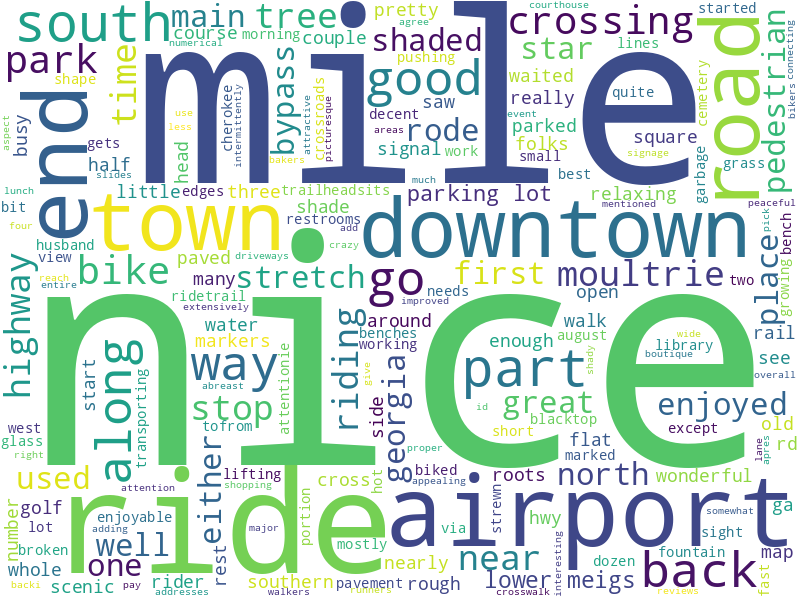 courthouse
south
main
tree
pretty
agree
crossing
started
course
morning
couple
numerical
shaded
star
lines
road
connecting
bikers
pedestrian
park
time
shape
bypass
pushing
good
waited
quite
mile
cemetery
aspect
busy
end
gets
head
cherokee
intermittently
attractive
crossroads
picturesque
decent
saw
really
event
parked
folks
square
rode
signal
work
areas
small
signage
use
less
bakers
half
slides
much
best
garbage
grass
lunch
little
edges
three
trailheadsits
parking lot
relaxing
mentioned
peaceful
bit
four
town
shade
restrooms
add
downtown
pick
bench
husband
view
paved
driveways
crazy
reach
entire
bike
stretch
go
first
moultrie
two
place
growing
highway
many
ridetrail
extensively
needs
improved
open
wide
rail
along
water
around
walk
august
markers
benches
working
enough
library
see
start
way
riding
boutique
shady
overall
west
transporting
abreast
attentionie
georgia
part
nice
give
id
glass
stop
side
great
enjoyed
right
tofrom
short
blacktop
except
old
rd
proper
flat
marked
lane
apres
used
either
lifting
cross
hot
biked
appealing
roots
north
wonderful
ga
number
golf
attention
shopping
ride
airport
strewn
somewhat
lot
enjoyable
adding
well
portion
via
hwy
sight
broken
major
mostly
nearly
near
dozen
fountain
map
whole
one
rest
interesting
back
fast
scenic
rider
southern
pavement
rough
lower
meigs
backi
pay
addresses
walkers
runners
crosswalk
reviews